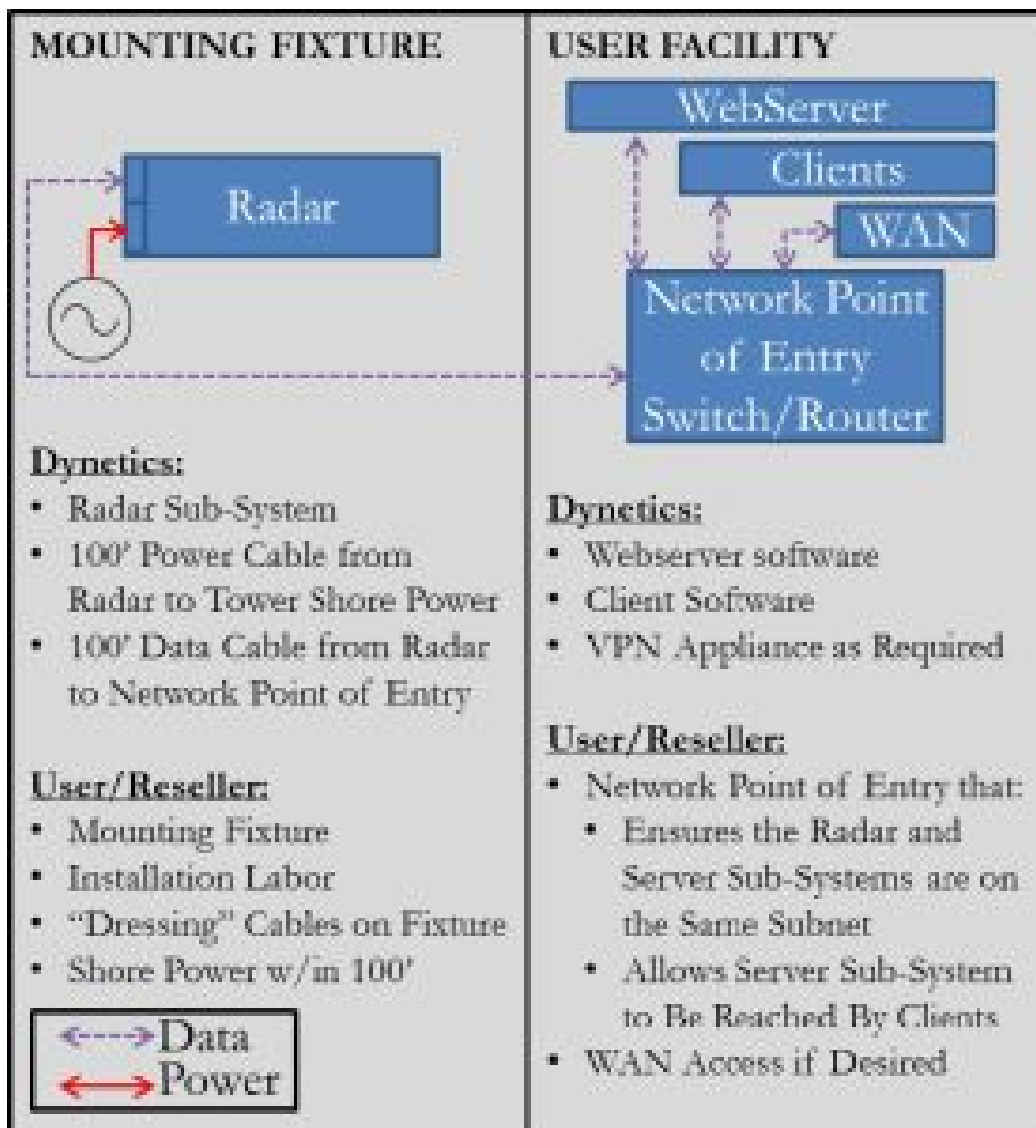 MOUNTING FIXTURE
Radar
Dynetics:
• Radar Sub-System
• 100' Power Cable from
Radar to Tower Shore Power
• 100' Data Cable from Radar
to Network Point of Entry
User/Reseller:
• Mounting Fixture
• Installation Labor
• "Dressing" Cables on Fixture
• Shore Power w/in 100'
Data
Power
USER FACILITY
WebServer
Clients
WAN
Network Point
of Entry
Switch/Router
Dynetics:
• Webserver software
• Client Software
• VPN Appliance as Required
User/Reseller:
• Network Point of Entry that:
• Ensures the Radar and
Server Sub-Systems are on
the Same Subnet
• Allows Server Sub-System
to Be Reached By Clients
• WAN Access if Desired